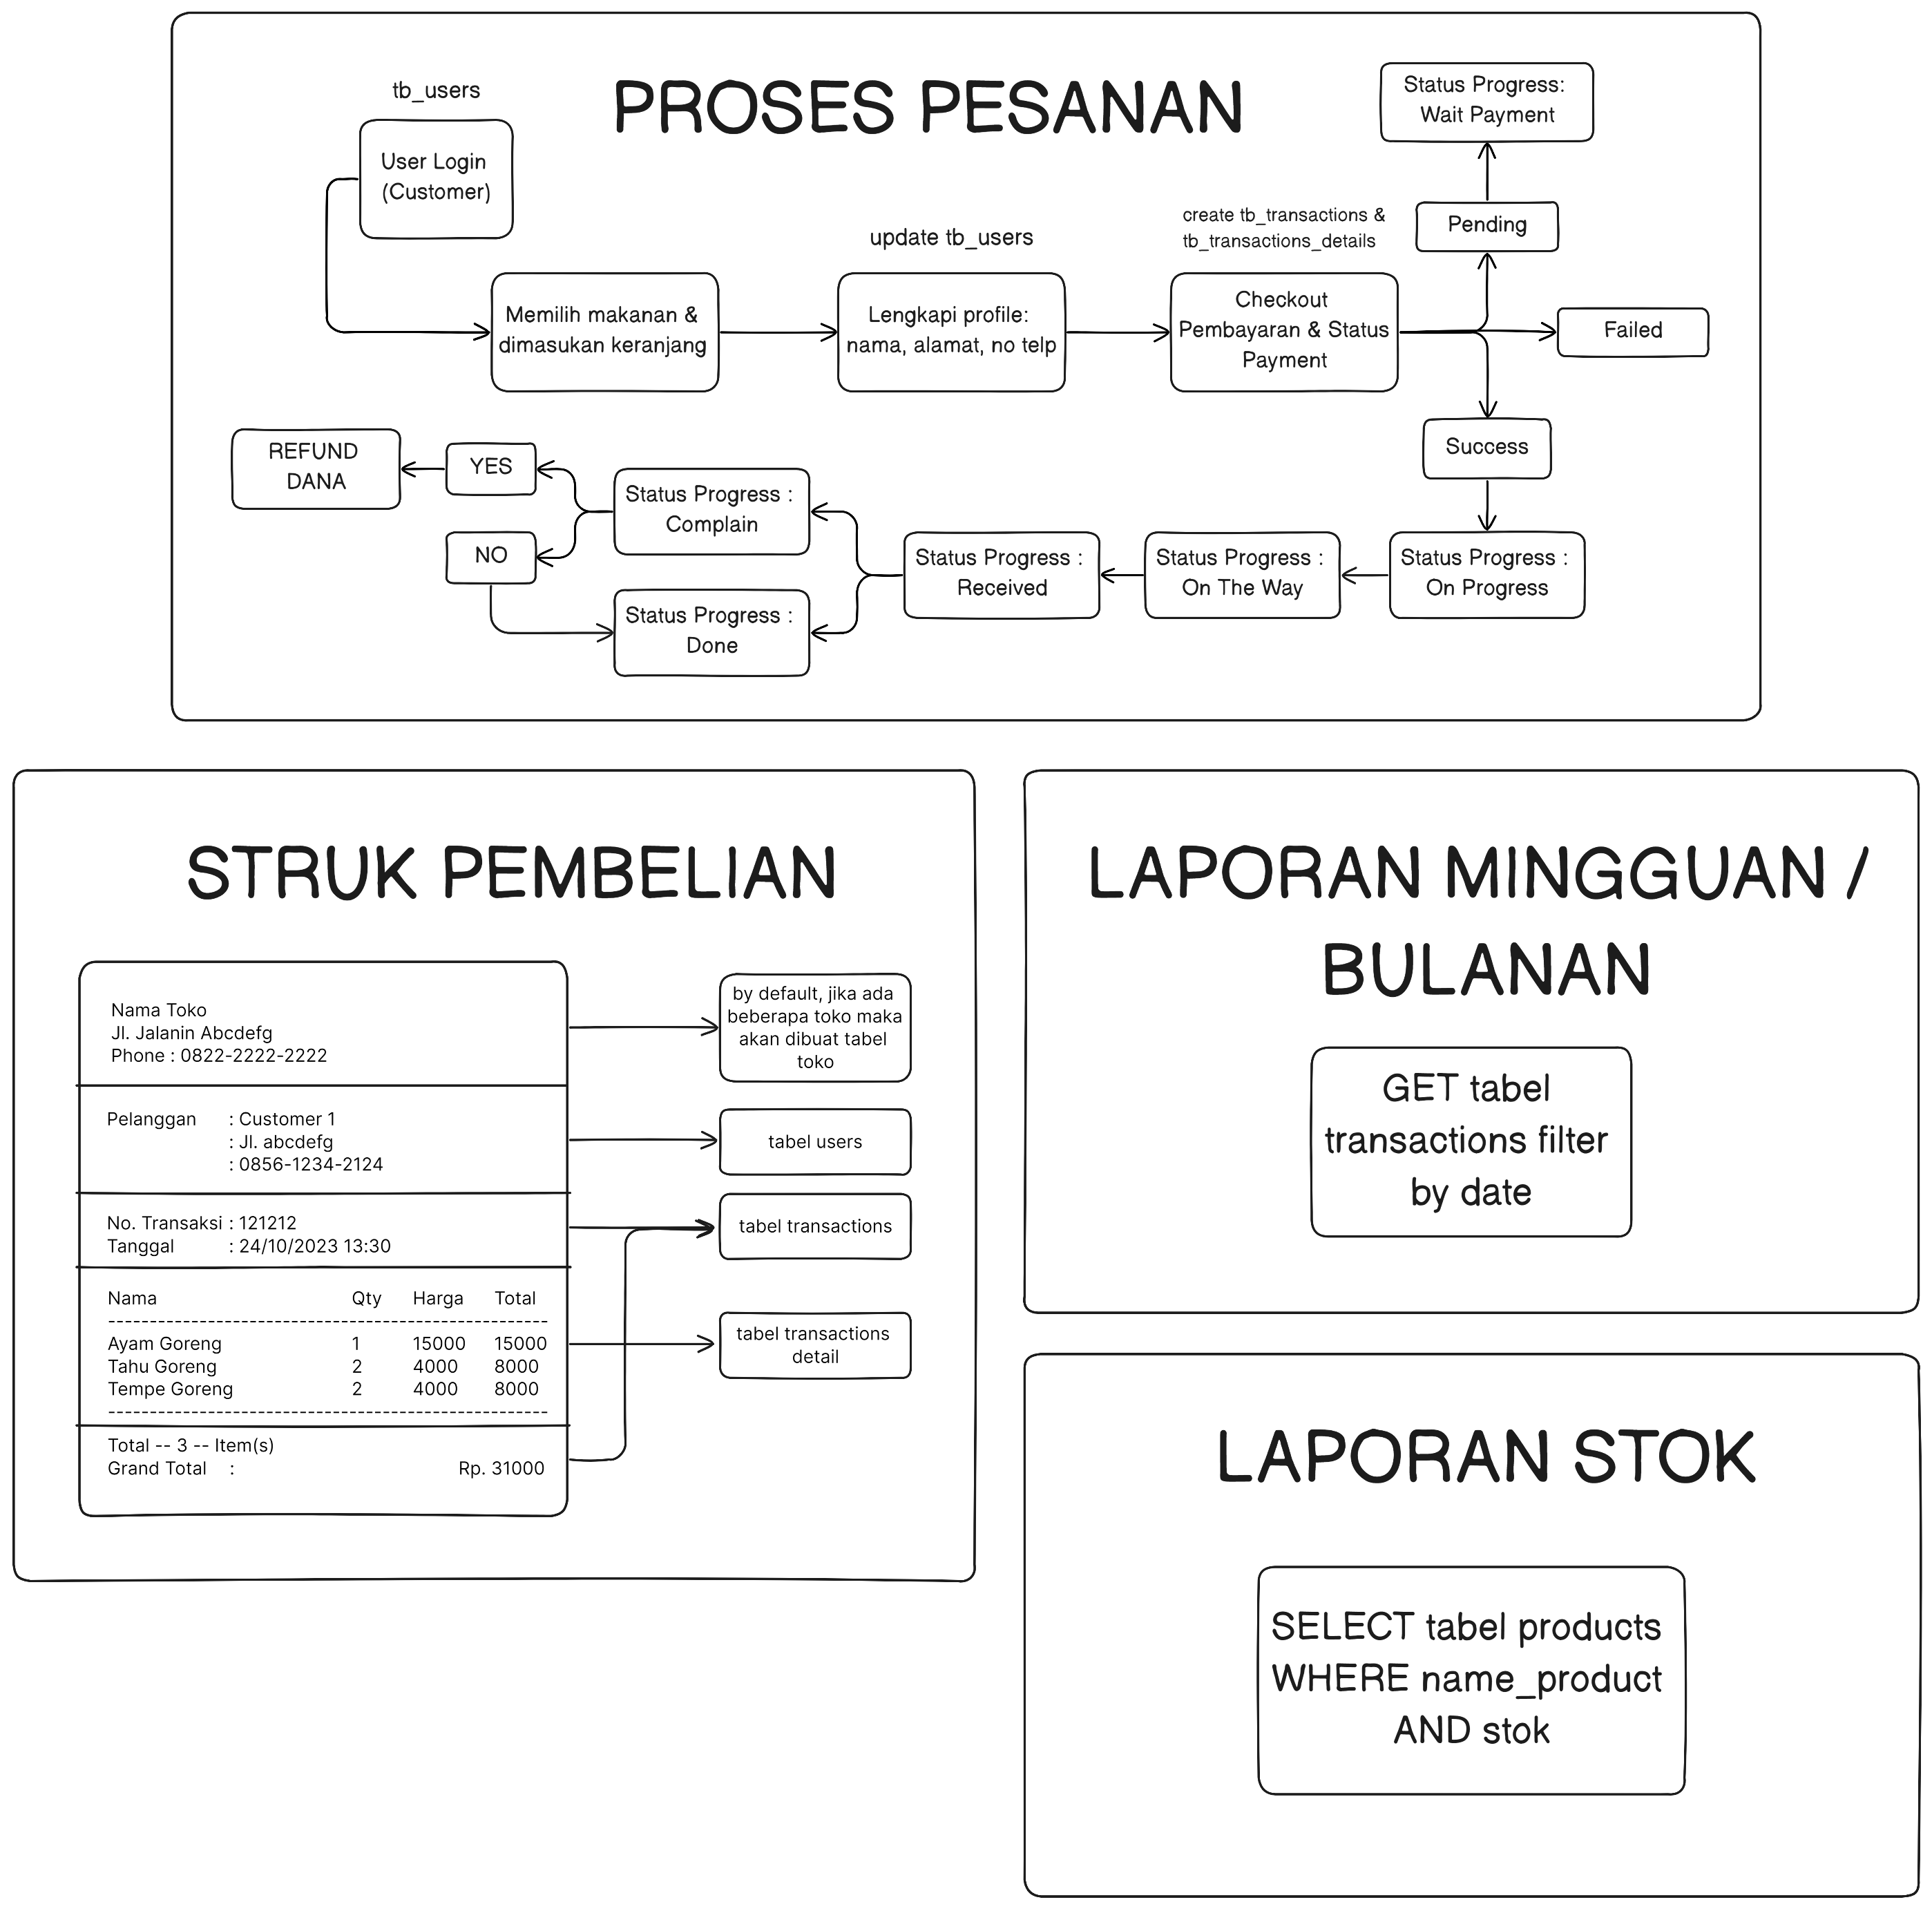 PROSES PESANAN
tb_users
User Login
(Customer)
Memilih makanan &
dimasukan keranjang
update tb_users
Lengkapi profile:
nama, alamat, no telp
create tb_transactions &
tb_transactions_details
Checkout
Pembayaran & Status
Payment
Status Progress:
Wait Payment
Pending
Failed
Success
Status Progress :
On Progress
Status Progress :
On The Way
Status Progress :
Received
Status Progress :
Complain
Status Progress :
Done
YES
NO
REFUND
DANA
STRUK PEMBELIAN
Nama Toko
Jl. Jalanin Abcdefg
Phone : 0822-2222-2222
by default, jika ada
beberapa toko maka
akan dibuat tabel
toko
Pelanggan : Customer 1
: Jl. abcdefg
: 0856-1234-2124
tabel users
No. Transaksi : 121212
Tanggal : 24/10/2023 13:30
tabel transactions
Nama Qty Harga Total
------------------------------------------------------
Ayam Goreng 1 15000 15000
Tahu Goreng 2 4000 8000
Tempe Goreng 2 4000 8000
------------------------------------------------------
tabel transactions
detail
Total -- 3 -- Item(s)
Grand Total : Rp. 31000
LAPORAN MINGGUAN /
BULANAN
GET tabel
transactions filter
by date
LAPORAN STOK
SELECT tabel products
WHERE name_product
AND stok